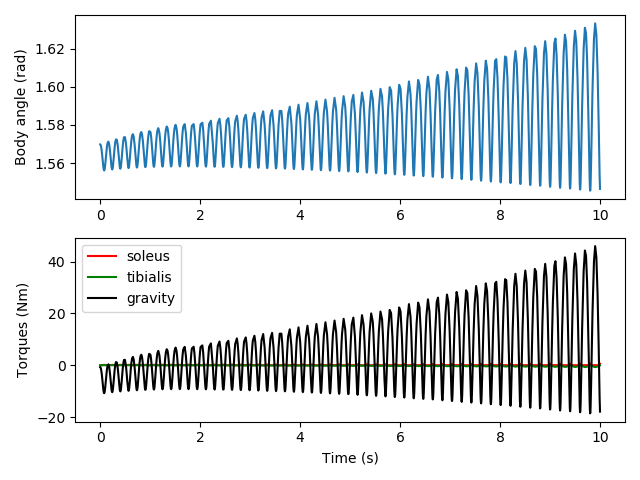 Body angle (rad)
1.62
1.60
1.58
1.56
0 2 4 6 8 10
Torques (Nm)
40
20
0
−20
soleus
tibialis
gravity
0 2 4 6 8 10
Time (s)